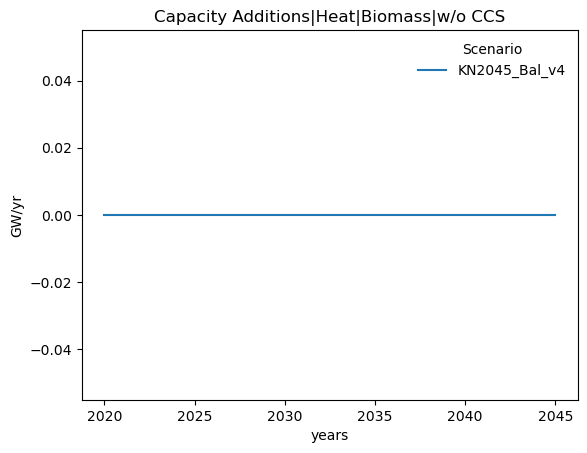 Capacity Additions|Heat|Biomass|w/o CCS
Scenario
KN2045_Bal_v4
0.04
0.02
0.00
−0.02
−0.04
GW/yr
2020 2025 2030 2035 2040 2045
years